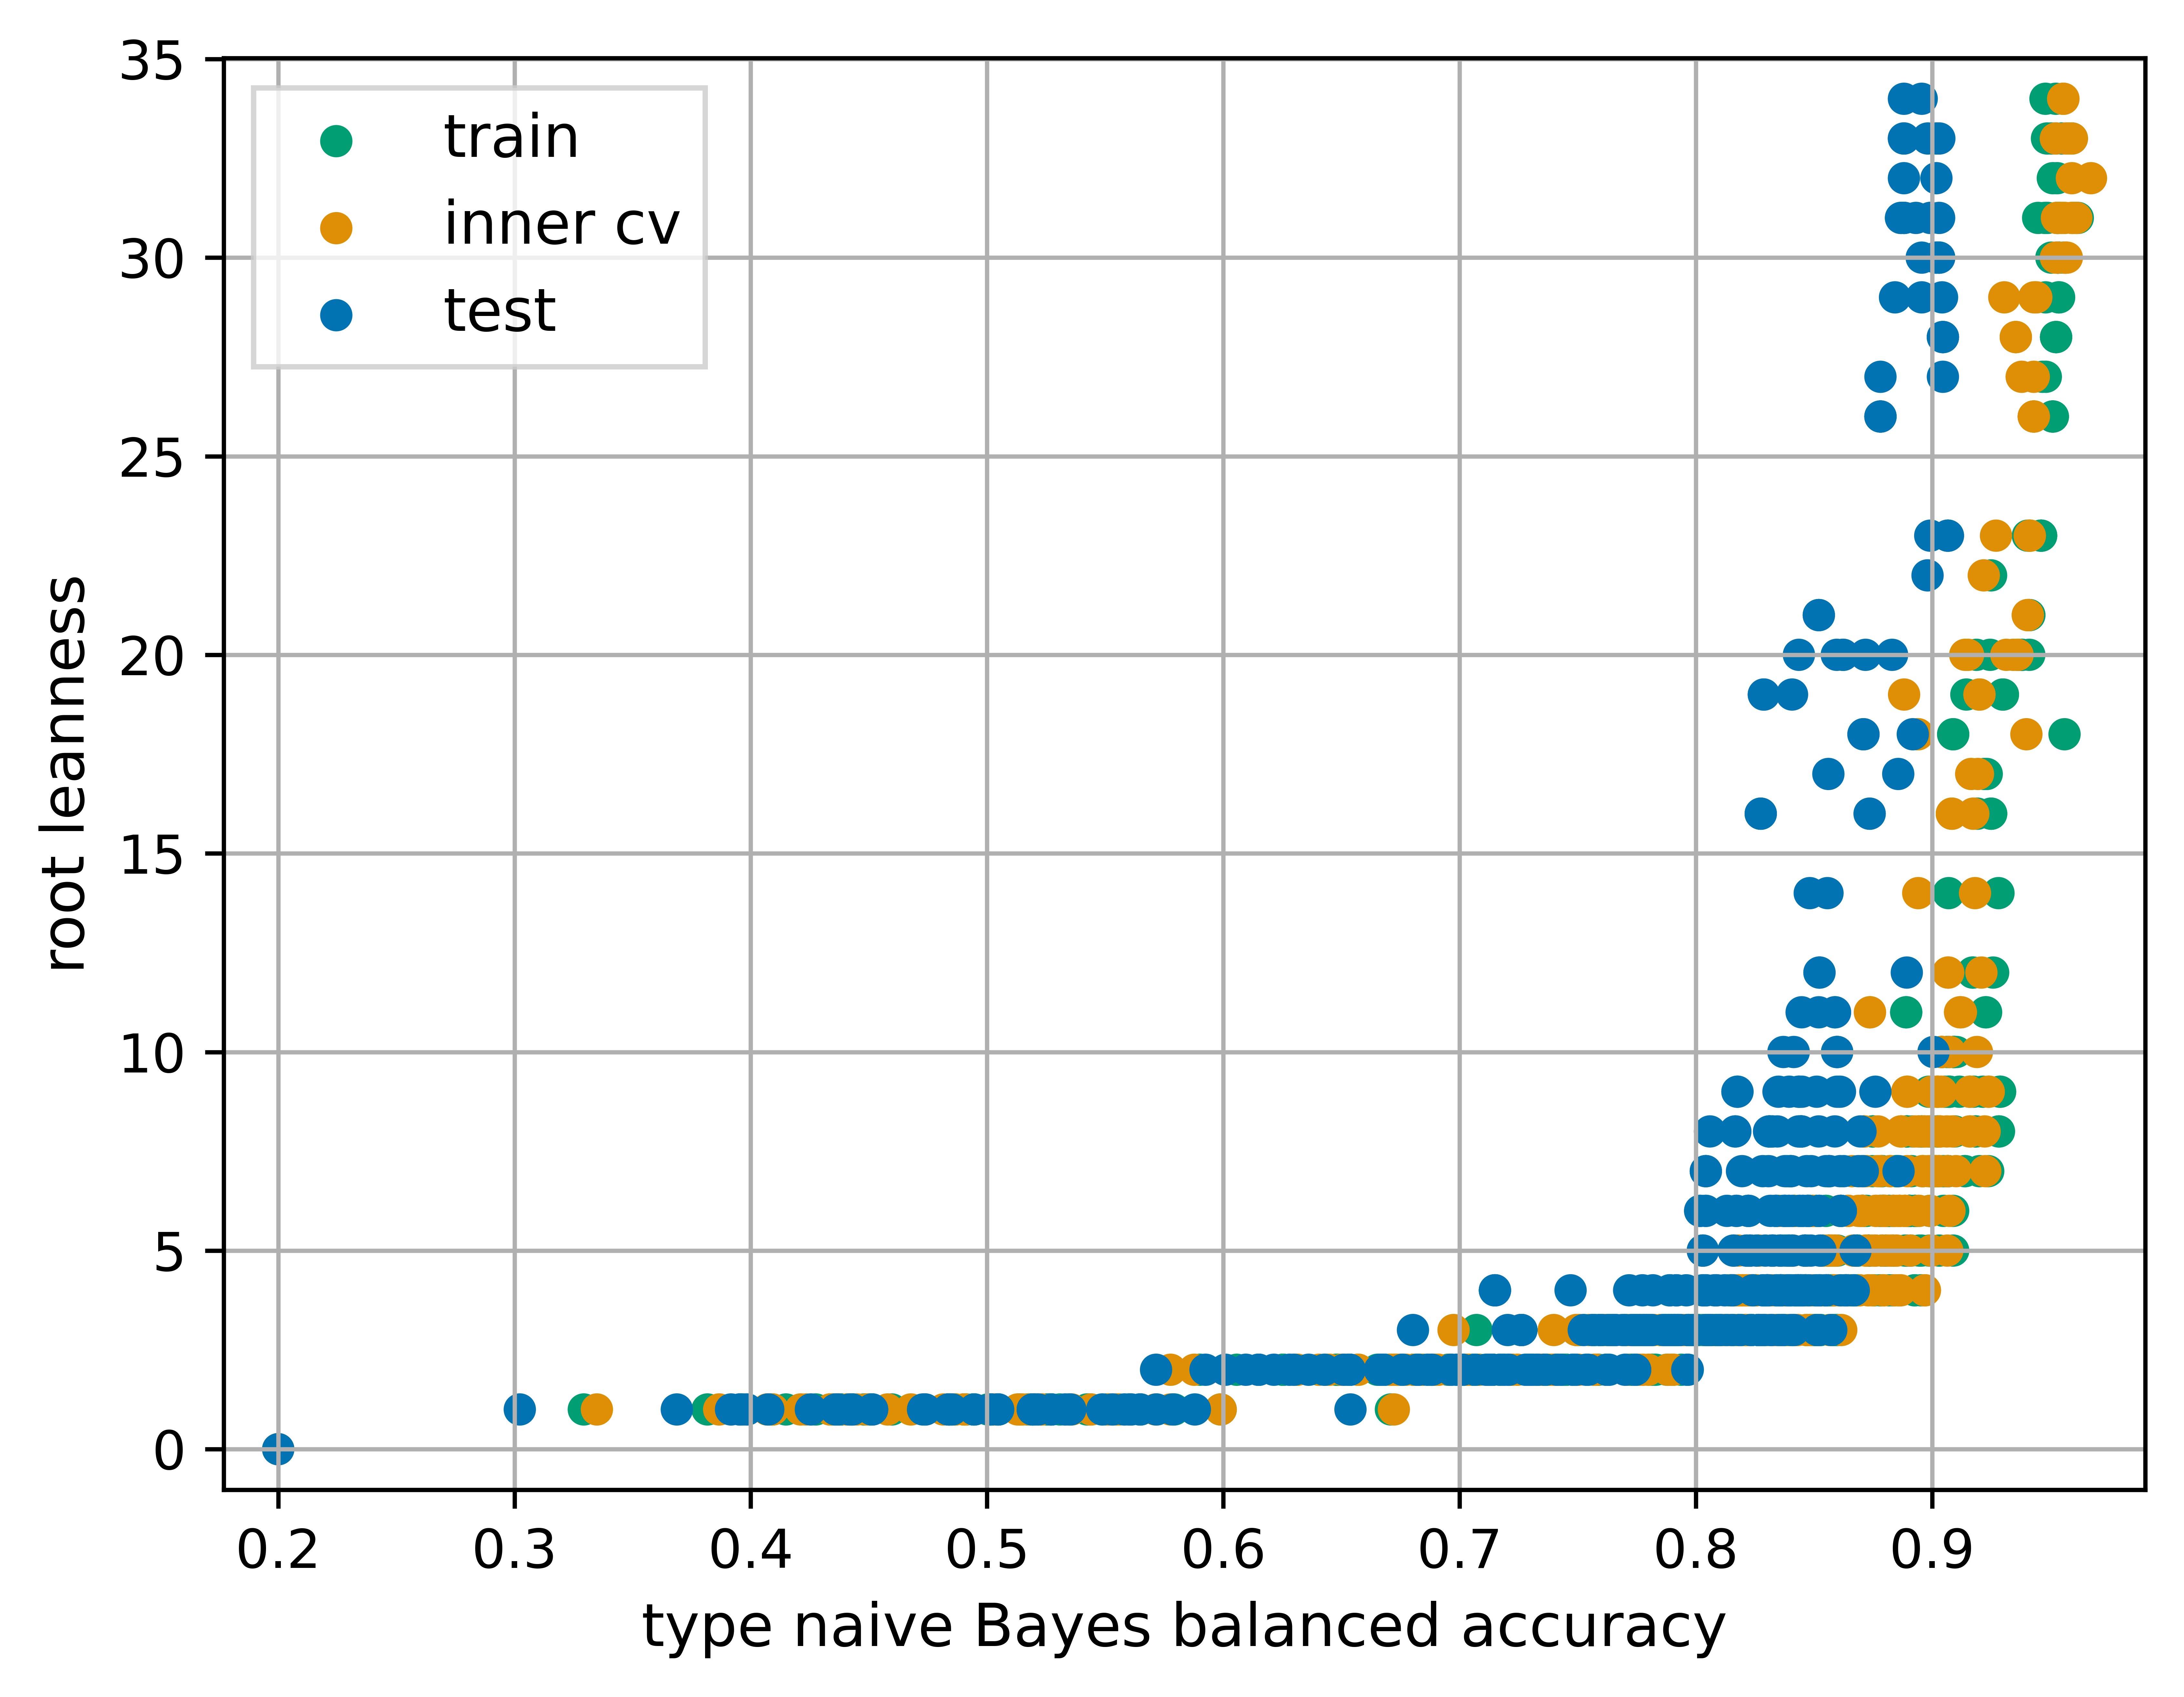 35
30
25
20
15
10
5
0
root leanness
train
inner cv
test
0.2 0.3 0.4 0.5 0.6 0.7 0.8 0.9
type naive Bayes balanced accuracy